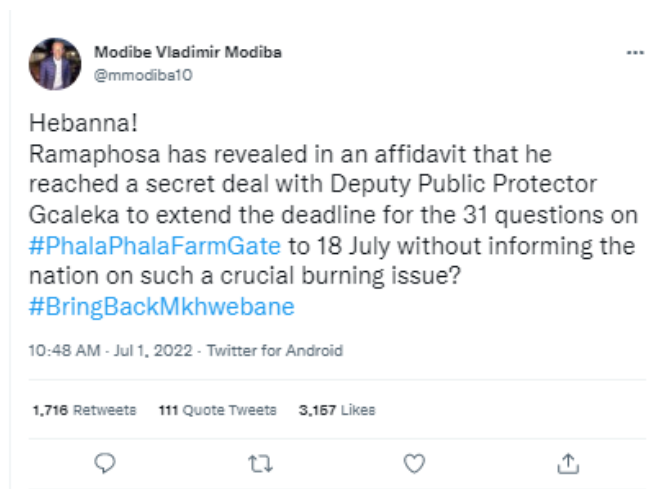 Modibe Vladimir Modiba
@mmodiba10
Hebanna!
Ramaphosa has revealed in an affidavit that he
reached a secret deal with Deputy Public Protector
Gcaleka to extend the deadline for the 31 questions on
#PhalaPhalaFarmGate to 18 July without informing the
nation on such a crucial burning issue?
#BringBackMkhwebane
10:48 AM · Jul 1, 2022 · Twitter for Android
1,716 Retweets 111 Quote Tweets 3,157 Likes